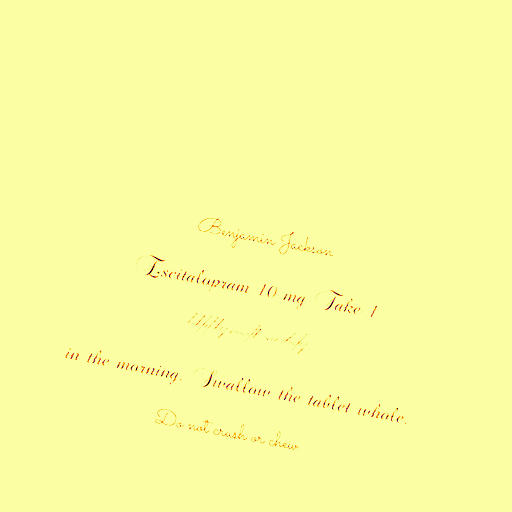 Benjamin Jackson
Escitalopram 10 mg Take 1
in the morning. Swallow the tablet whole.
Do not crush or chew